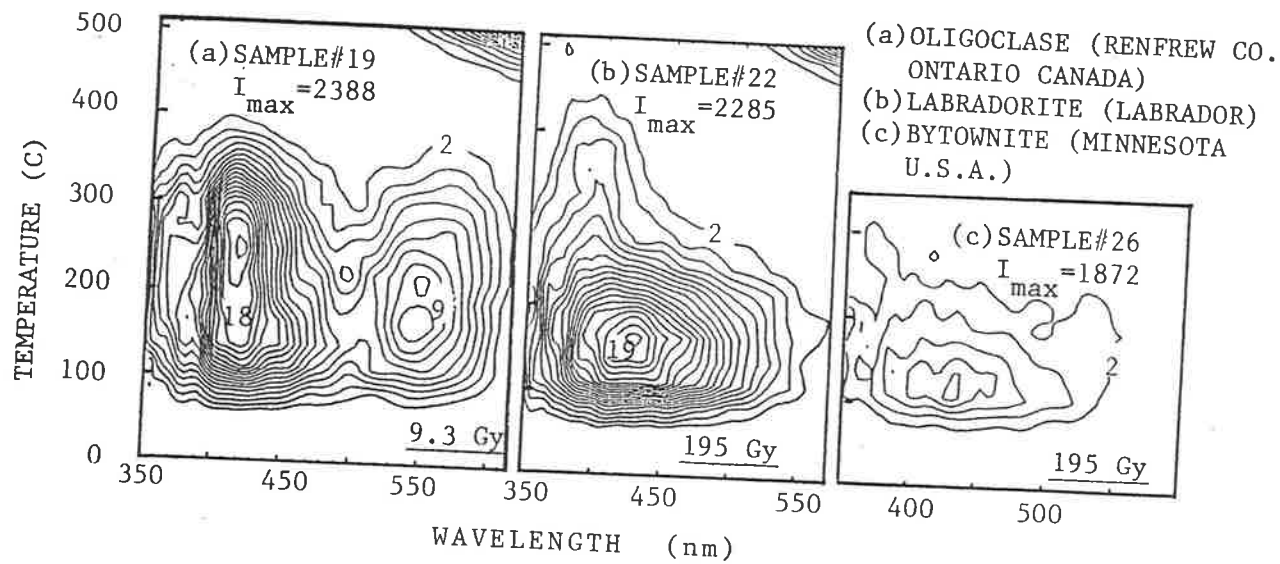 500
400
300
200
100
0
TEMPERATURE (C)
(a) SAMPLE#19
I max =2388
2
18
9
9.3 Gy
350
450
550
(b) SAMPLE#22
I max =2285
2
19
195 Gy
350
450
550
(a) OLIGOCLASE (RENFREW CO.
ONTARIO CANADA)
(b) LABRADORITE (LABRADOR)
(c) BYTOWNITE (MINNESOTA
U.S.A.)
(c) SAMPLE#26
I max =1872
2
195 Gy
400
500
WAVELENGTH (nm)